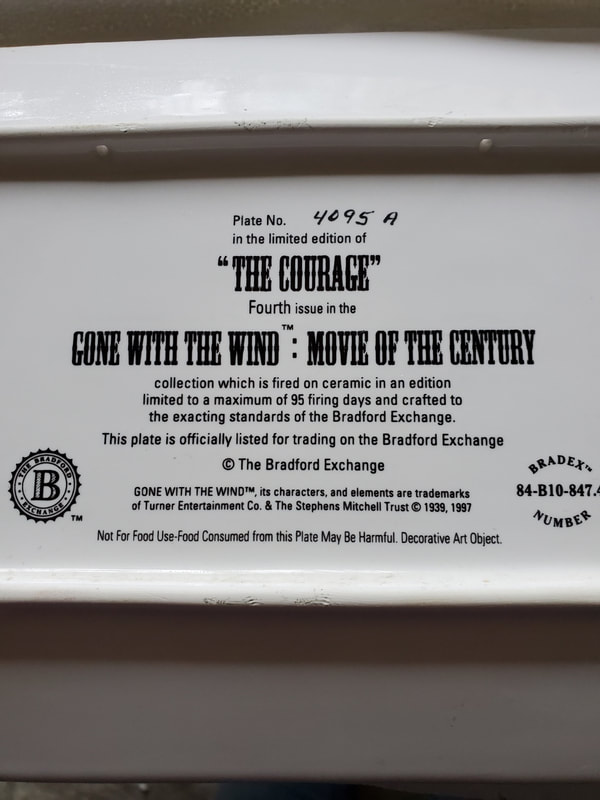 Plate No. 4095 A
in the limited edition of
“THE COURAGE”
Fourth issue in the
GONE WITH THE WIND™: MOVIE OF THE CENTURY
collection which is fired on ceramic in an edition
limited to a maximum of 95 firing days and crafted to
the exacting standards of the Bradford Exchange.
This plate is officially listed for trading on the Bradford Exchange
© The Bradford Exchange
THE BRADFORD
B
EXCHANGE
TM
BRADEX™
84-B10-847.4
NUMBER
GONE WITH THE WIND™, its characters, and elements are trademarks
of Turner Entertainment Co. & The Stephens Mitchell Trust © 1939, 1997
Not For Food Use-Food Consumed from this Plate May Be Harmful. Decorative Art Object.